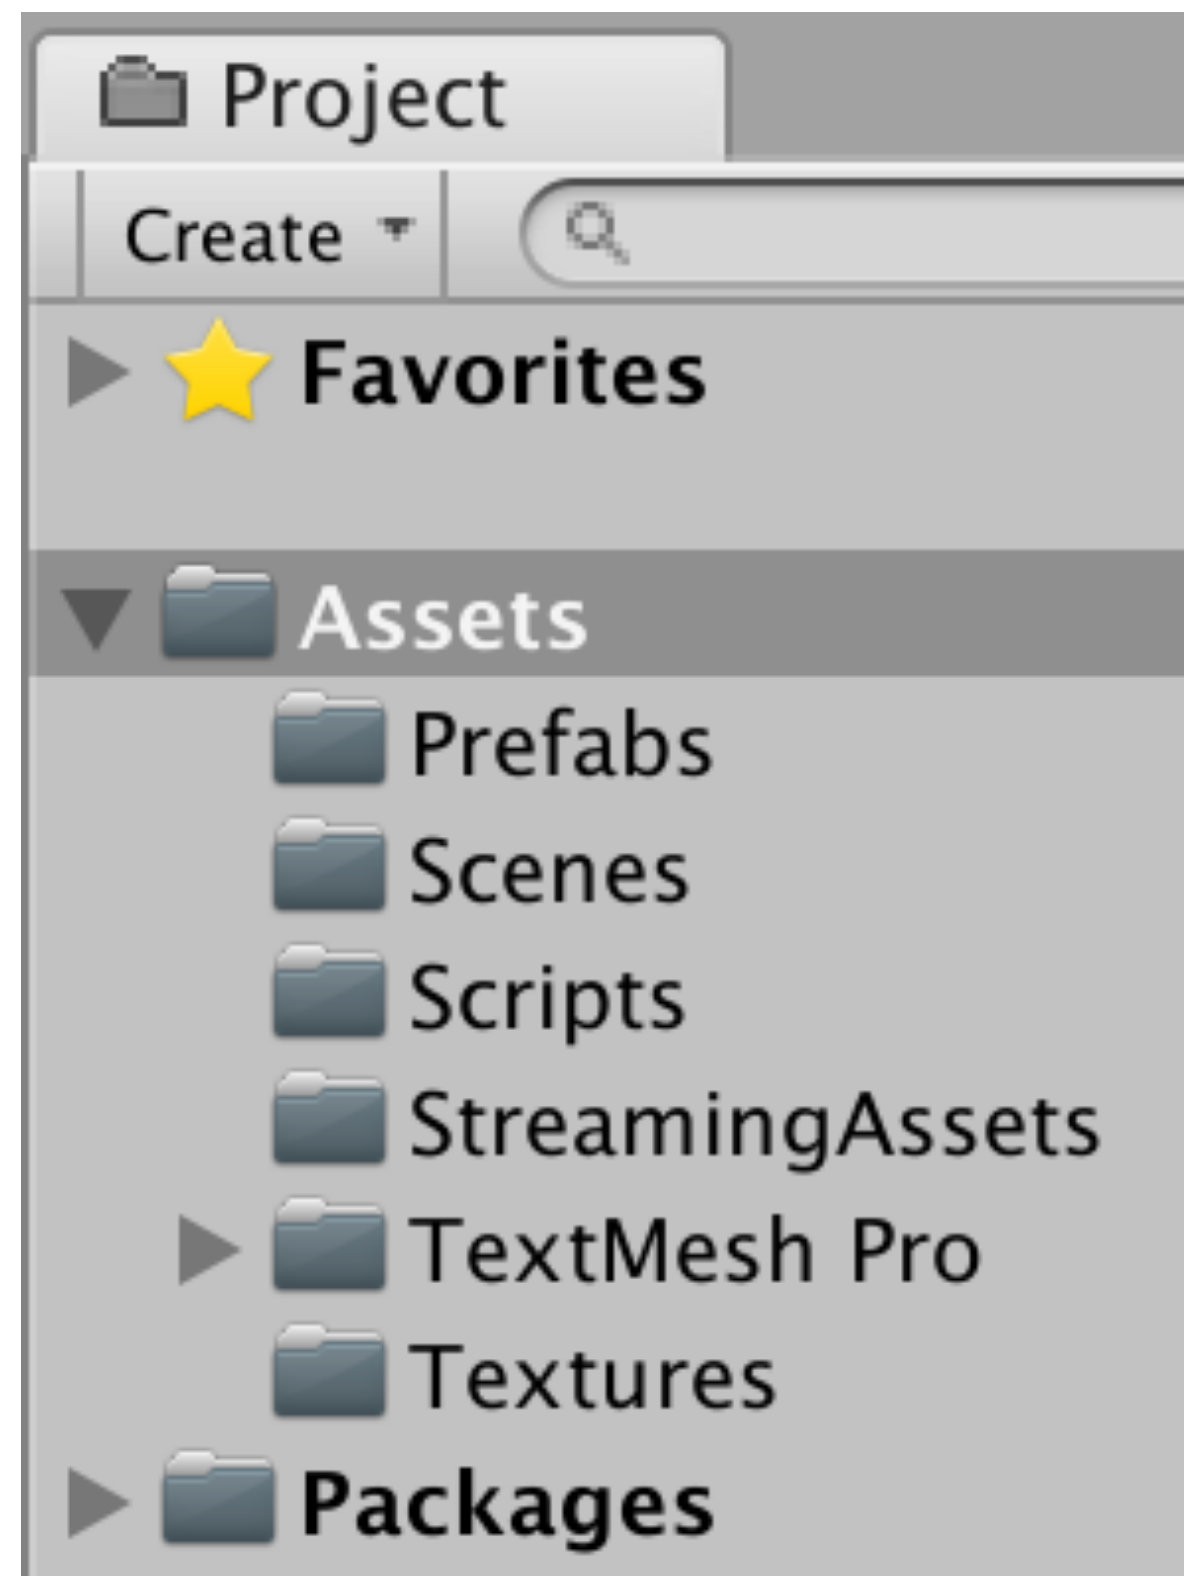 Project
Create
Favorites
Assets
Prefabs
Scenes
Scripts
StreamingAssets
TextMesh Pro
Textures
Packages